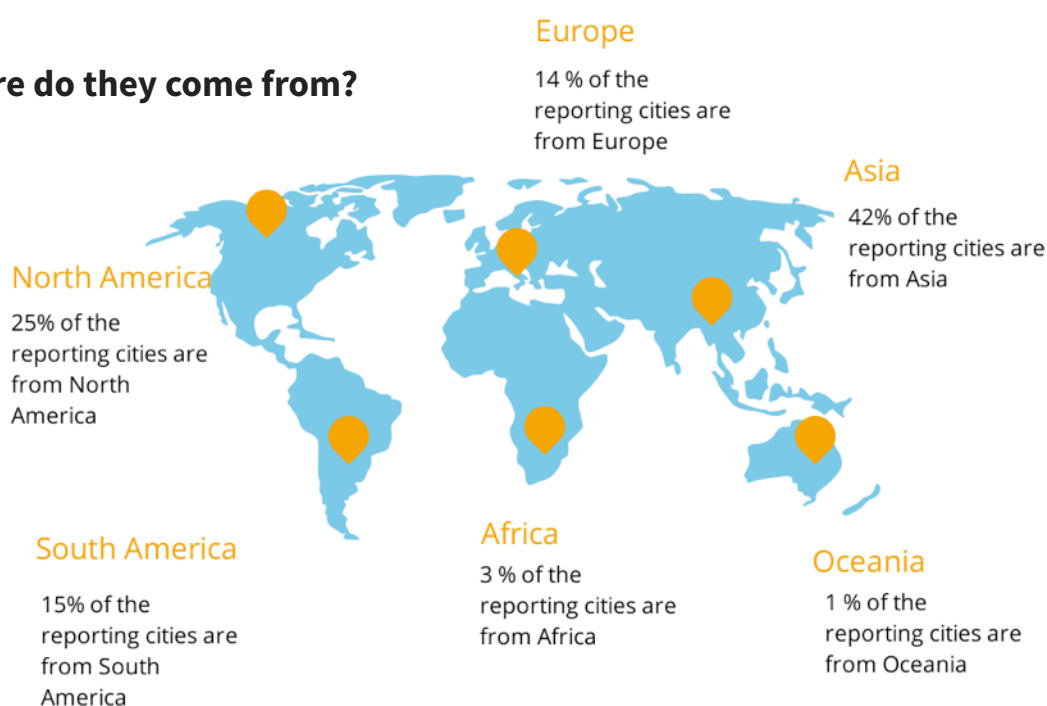 re do they come from?
Europe
14 % of the
reporting cities are
from Europe
Asia
42% of the
reporting cities are
from Asia
North America
25% of the
reporting cities are
from North
America
South America
15% of the
reporting cities are
from South
America
Africa
3 % of the
reporting cities are
from Africa
Oceania
1 % of the
reporting cities are
from Oceania